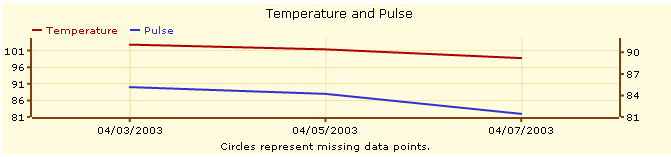 Temperature and Pulse
Temperature Pulse
101
96
91
86
81
90
87
84
81
04/03/2003 04/05/2003 04/07/2003
Circles represent missing data points.